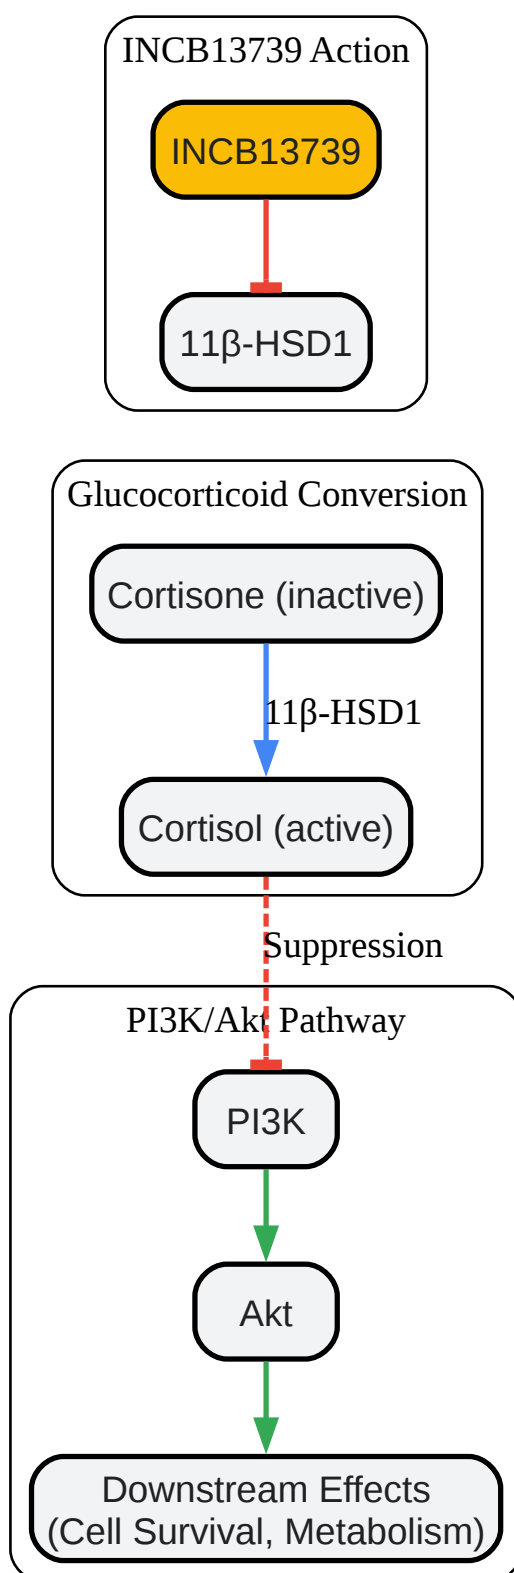 INCB13739 Action
INCB13739
11β-HSD1
Glucocorticoid Conversion
Cortisone (inactive)
11β-HSD1
Cortisol (active)
Suppression
PI3K/Akt Pathway
PI3K
Akt
Downstream Effects
(Cell Survival, Metabolism)